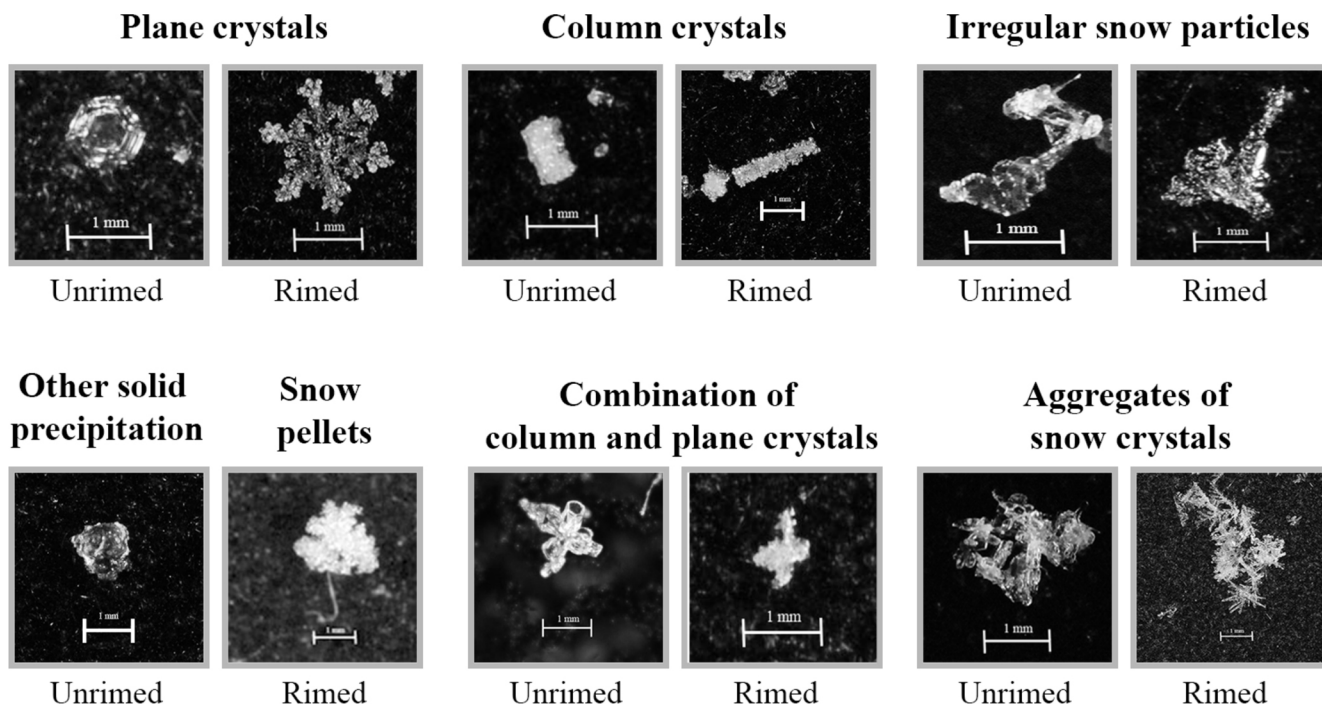 Plane crystals
Column crystals
Irregular snow particles
1 mm
1 mm
1 mm
1 mm
1 mm
1 mm
Unrimed
Rimed
Unrimed
Rimed
Unrimed
Rimed
Other solid
precipitation
Snow
pellets
Combination of
column and plane crystals
Aggregates of
snow crystals
1 mm
1 mm
1 mm
1 mm
1 mm
1 mm
Unrimed
Rimed
Unrimed
Rimed
Unrimed
Rimed